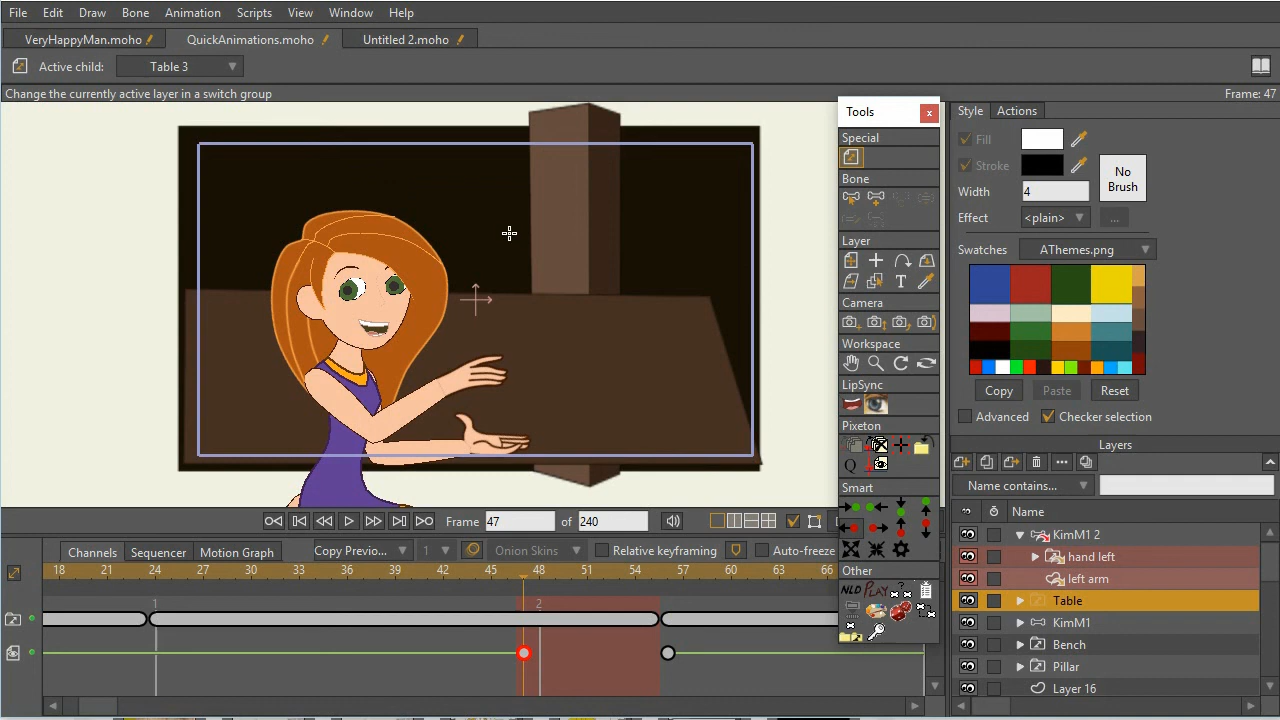 File Edit Draw Bone Animation Scripts View Window Help
VeryHappyMan.moho QuickAnimations.moho Untitled 2.moho
Active child: Table 3
Change the currently active layer in a switch group Frame: 47
Tools
Special
Bone
Layer
T
Camera
Workspace
LipSync
Pixeton
Q
Smart
Other
NLD PLAY
Style Actions
Fill
Stroke
No Brush
Width 4
Effect <plain> ...
Swatches AThemes.png
Copy Paste Reset
Advanced Checker selection
Layers
Name contains...
Name
KimM1 2
hand left
left arm
Table
KimM1
Bench
Pillar
Layer 16
Frame 47 of 240
Channels Sequencer Motion Graph Copy Previo... 1 Onion Skins Relative keyframing Auto-freeze
18 21 24 27 30 33 36 39 42 45 48 51 54 57 60 63 66
1 2